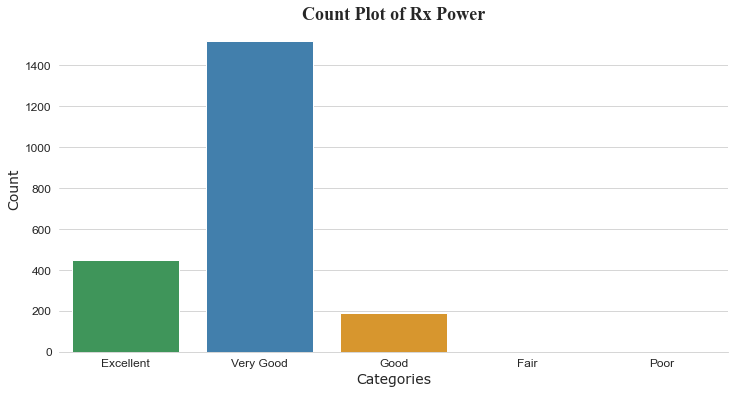 Count Plot of Rx Power
1400
1200
1000
800
600
400
200
0
Count
Excellent Very Good Good Fair Poor
Categories